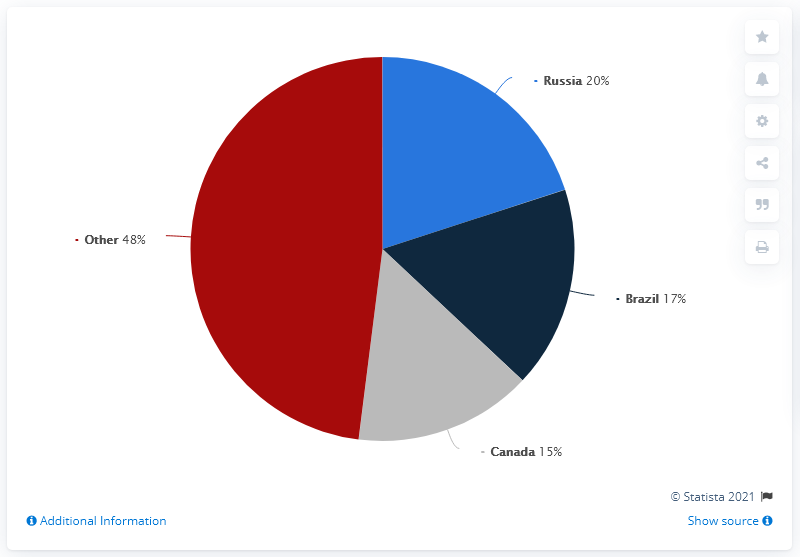 Russia 20%
Other 48%
Brazil 17%
Canada 15%
© Statista 2021
Additional Information
Show source